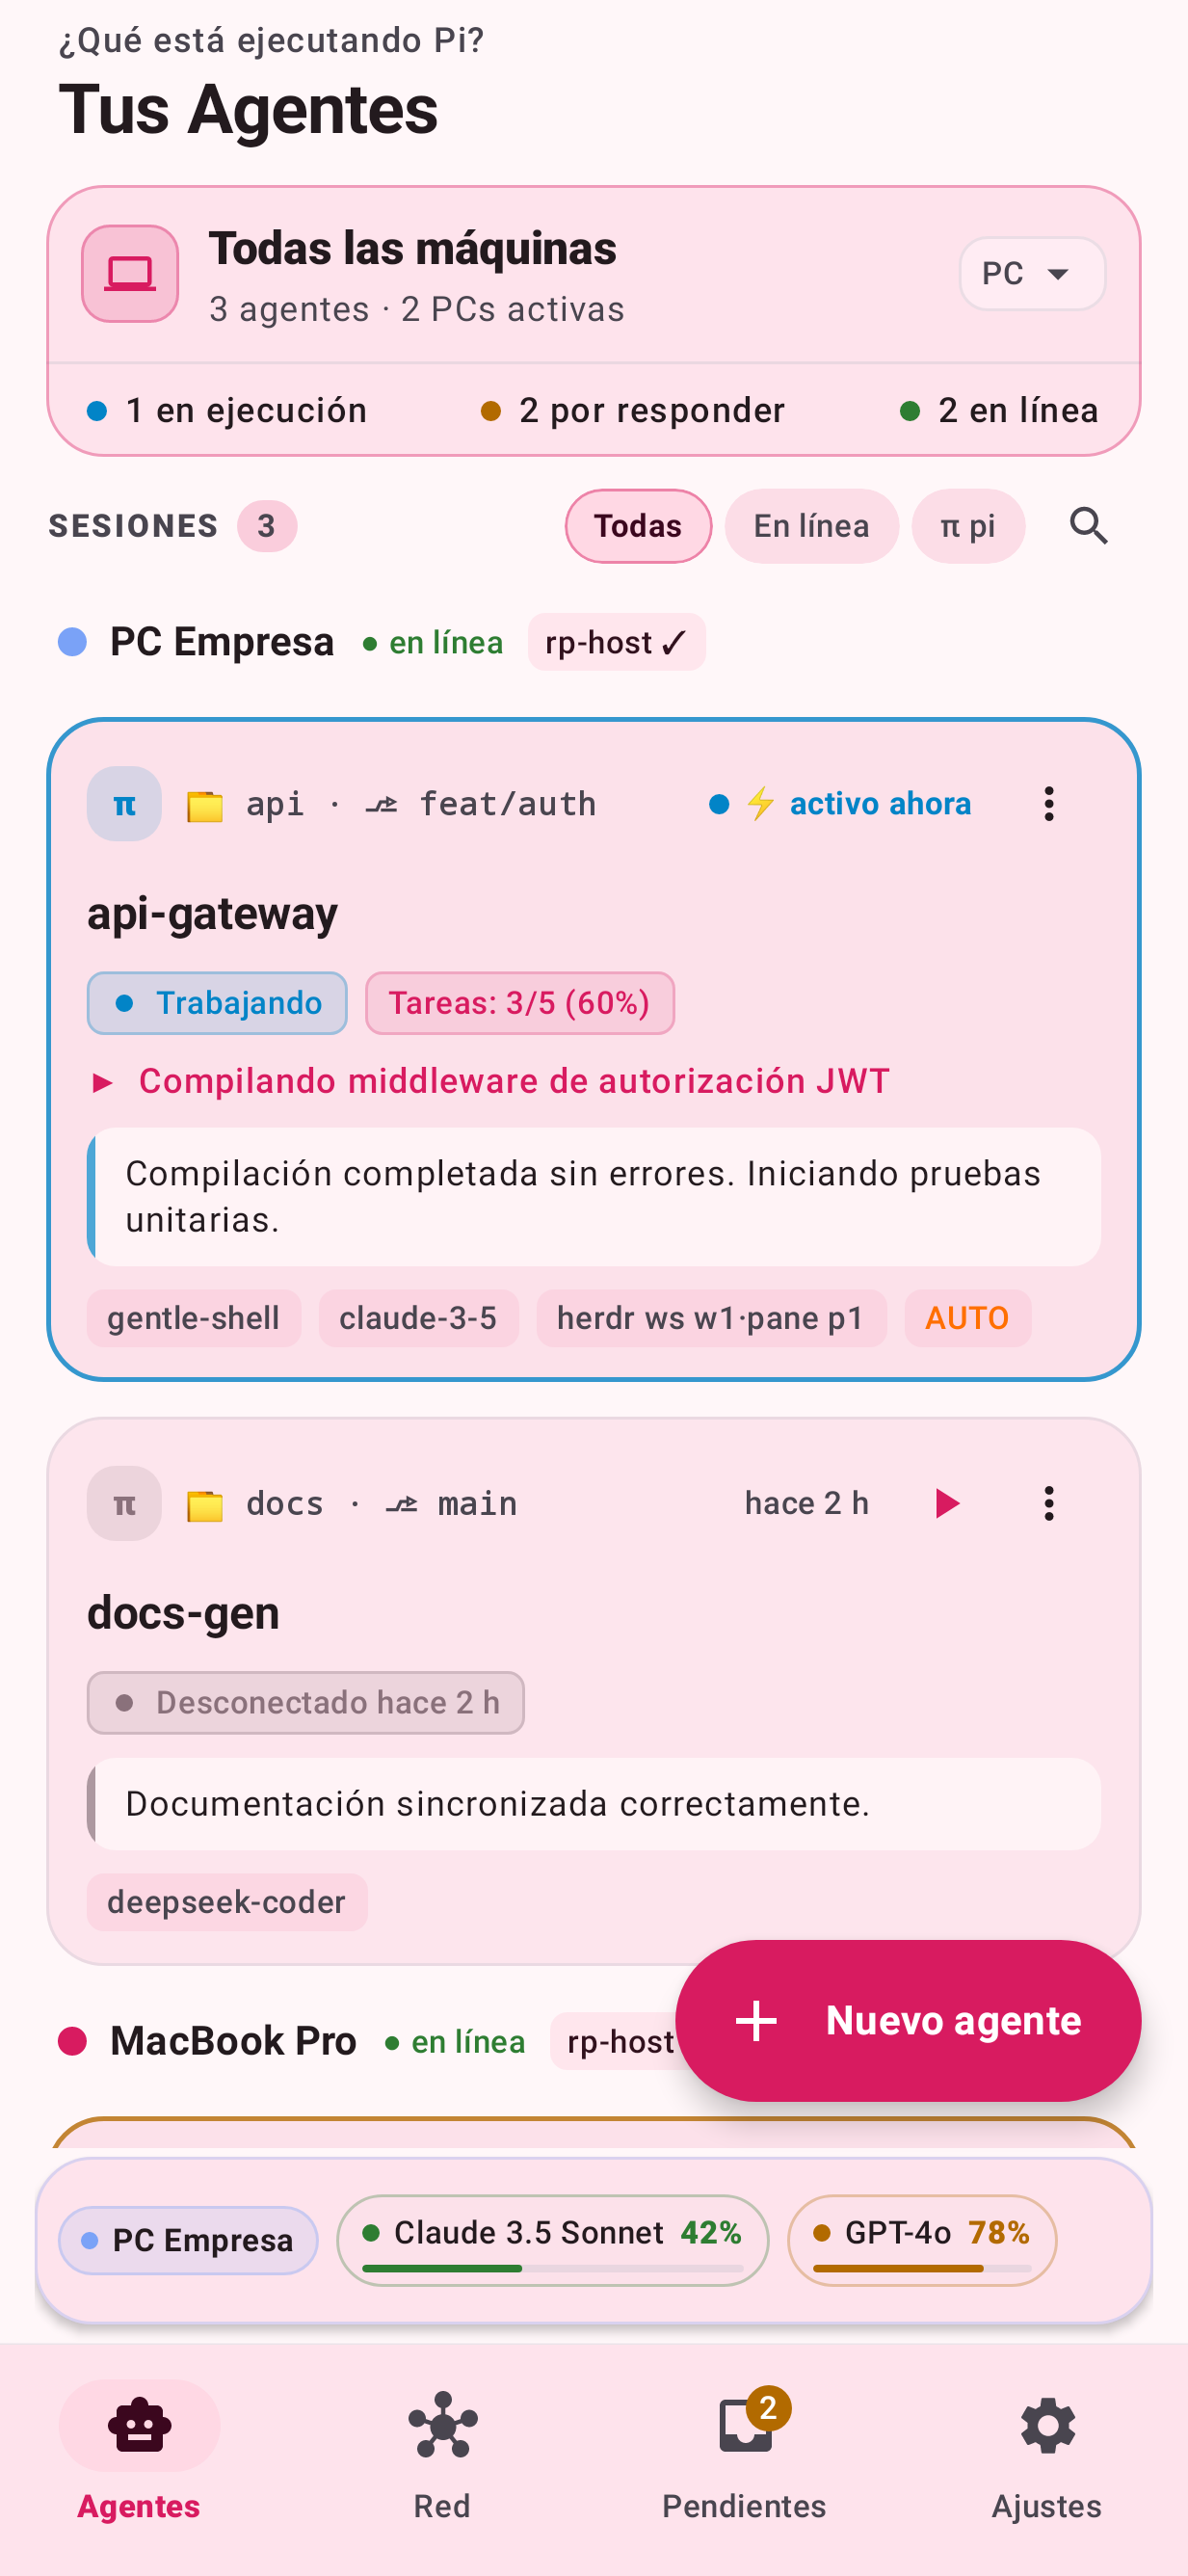 ¿Qué está ejecutando Pi?
Tus Agentes
Todas las máquinas
3 agentes · 2 PCs activas
PC
1 en ejecución
2 por responder
2 en línea
SESIONES 3
Todas
En línea
π pi
PC Empresa
en línea
rp-host ✓
π
api · feat/auth
activo ahora
api-gateway
Trabajando
Tareas: 3/5 (60%)
Compilando middleware de autorización JWT
Compilación completada sin errores. Iniciando pruebas
unitarias.
gentle-shell
claude-3-5
herdr ws w1·pane p1
AUTO
π
docs · main
hace 2 h
docs-gen
Desconectado hace 2 h
Documentación sincronizada correctamente.
deepseek-coder
MacBook Pro
en línea
rp-host
Nuevo agente
PC Empresa
Claude 3.5 Sonnet 42%
GPT-4o 78%
Agentes
Red
2
Pendientes
Ajustes